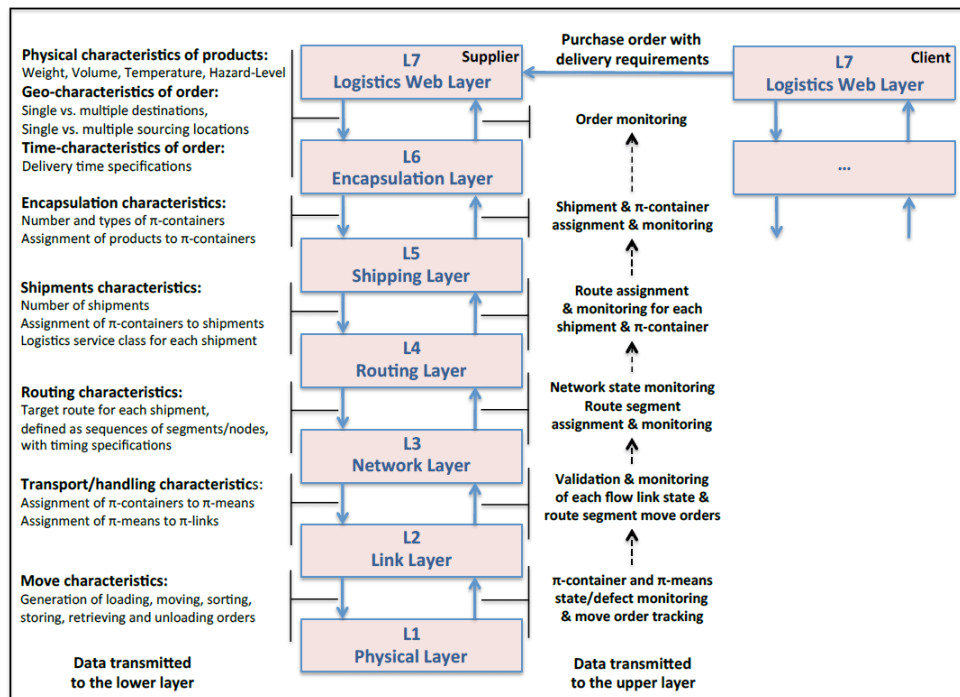 Physical characteristics of products:
Weight, Volume, Temperature, Hazard-Level
Geo-characteristics of order:
Single vs. multiple destinations,
Single vs. multiple sourcing locations
Time-characteristics of order:
Delivery time specifications
Encapsulation characteristics:
Number and types of π-containers
Assignment of products to π-containers
Shipments characteristics:
Number of shipments
Assignment of π-containers to shipments
Logistics service class for each shipment
Routing characteristics:
Target route for each shipment,
defined as sequences of segments/nodes,
with timing specifications
Transport/handling characteristics:
Assignment of π-containers to π-means
Assignment of π-means to π-links
Move characteristics:
Generation of loading, moving, sorting,
storing, retrieving and unloading orders
Data transmitted
to the lower layer
L7
Supplier
Logistics Web Layer
L6
Encapsulation Layer
L5
Shipping Layer
L4
Routing Layer
L3
Network Layer
L2
Link Layer
L1
Physical Layer
Purchase order with
delivery requirements
Order monitoring
Shipment & π-container
assignment & monitoring
Route assignment
& monitoring for each
shipment & π-container
Network state monitoring
Route segment
assignment & monitoring
Validation & monitoring
of each flow link state &
route segment move orders
π-container and π-means
state/defect monitoring
& move order tracking
Data transmitted
to the upper layer
L7
Client
Logistics Web Layer
...